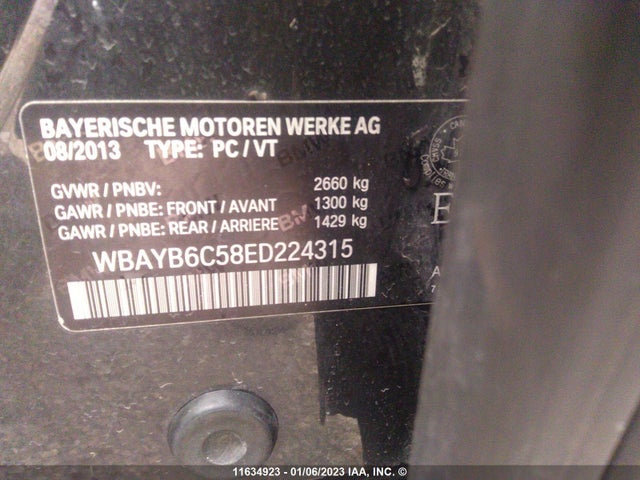 BAYERISCHE MOTOREN WERKE AG
08/2013 TYPE: PC / VT
GVWR / PNBV: 2660 kg
GAWR / PNBE: FRONT / AVANT 1300 kg
GAWR / PNBE: REAR / ARRIERE 1429 kg
WBAYB6C58ED224315
11634923 - 01/06/2023 IAA, INC. ©